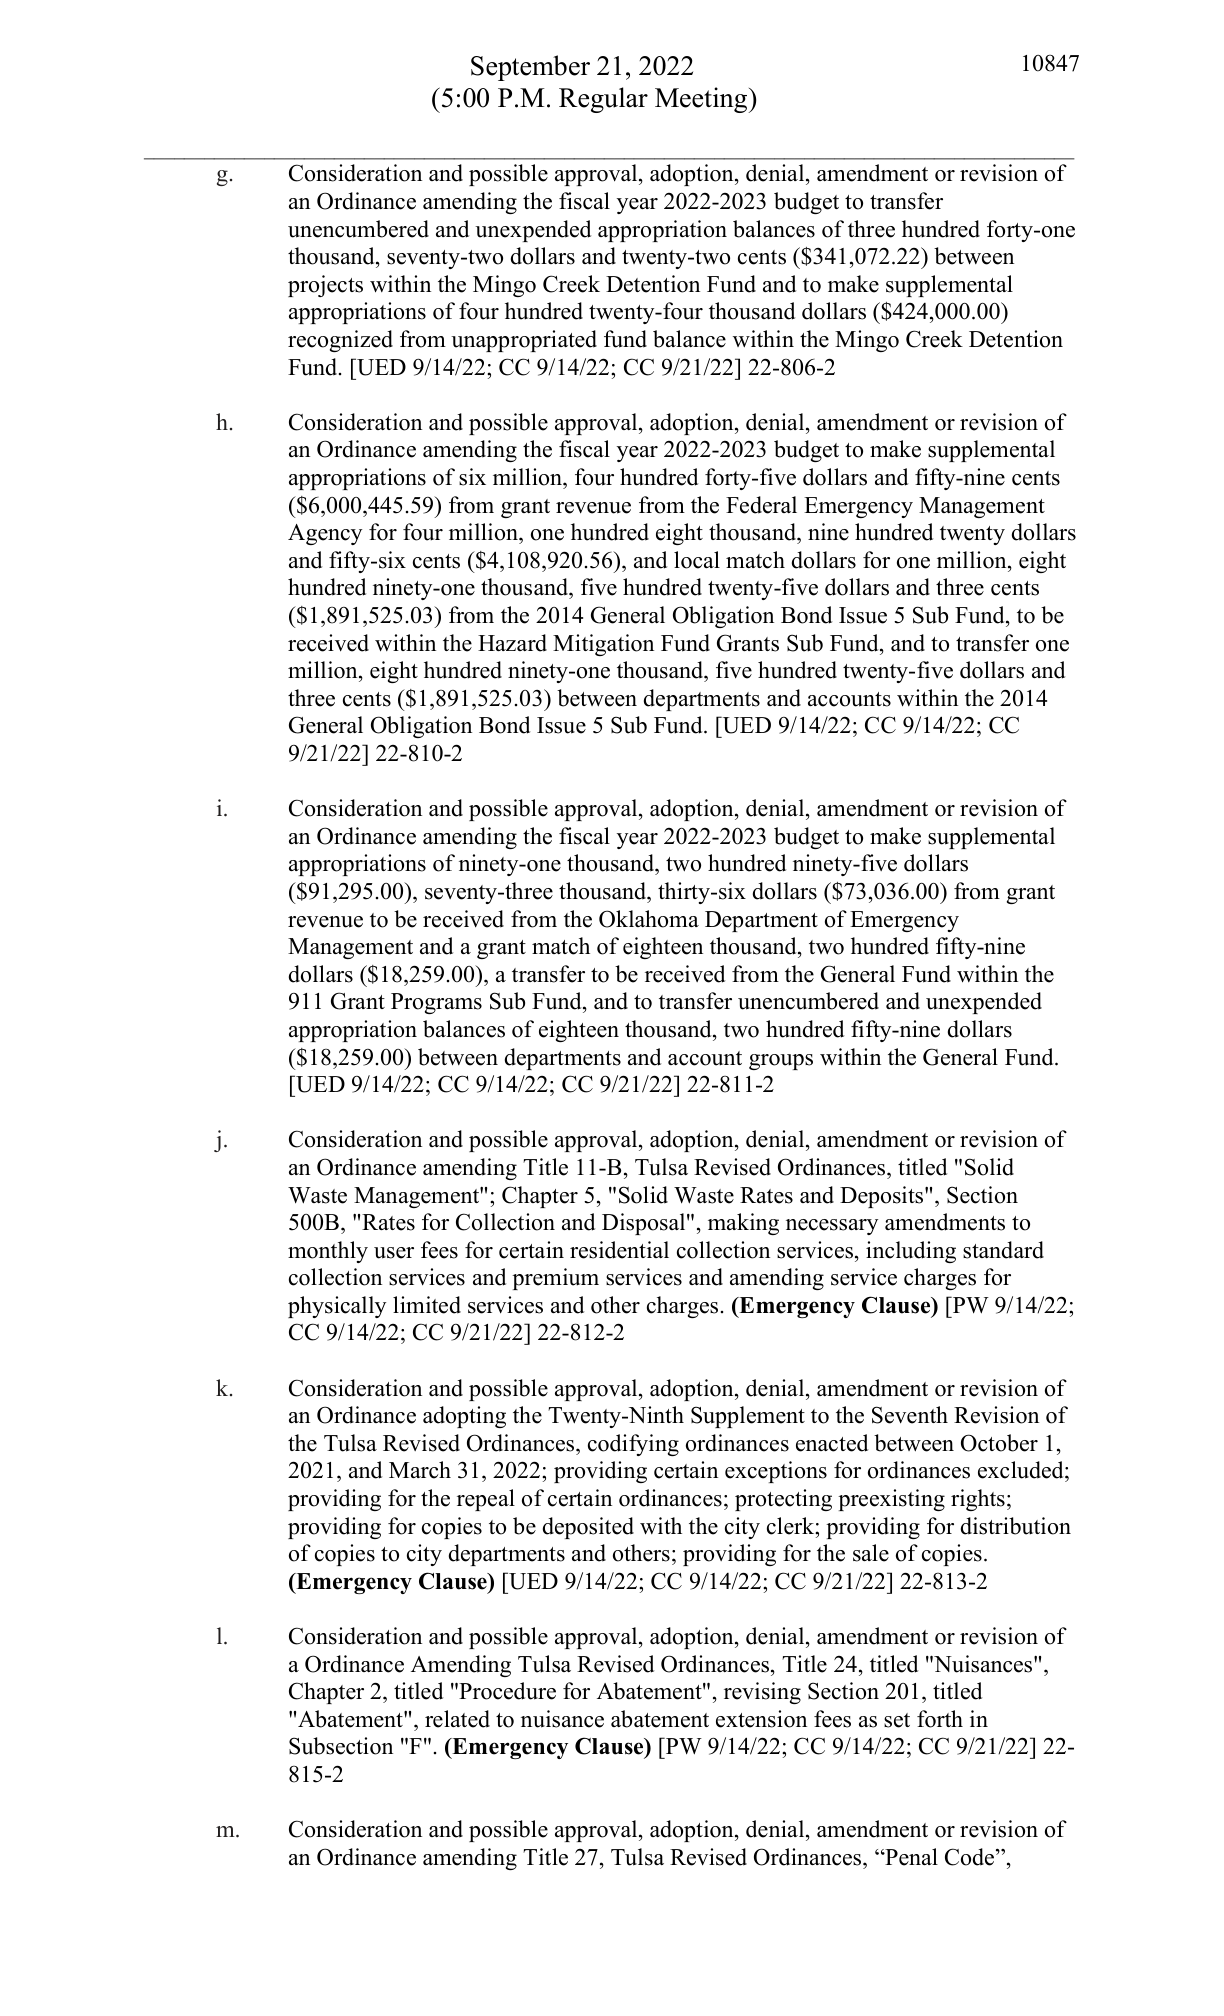 September 21, 2022
10847
(5:00 P.M. Regular Meeting)
g. Consideration and possible approval, adoption, denial, amendment or revision of
an Ordinance amending the fiscal year 2022-2023 budget to transfer
unencumbered and unexpended appropriation balances of three hundred forty-one
thousand, seventy-two dollars and twenty-two cents ($341,072.22) between
projects within the Mingo Creek Detention Fund and to make supplemental
appropriations of four hundred twenty-four thousand dollars ($424,000.00)
recognized from unappropriated fund balance within the Mingo Creek Detention
Fund. [UED 9/14/22; CC 9/14/22; CC 9/21/22] 22-806-2
h. Consideration and possible approval, adoption, denial, amendment or revision of
an Ordinance amending the fiscal year 2022-2023 budget to make supplemental
appropriations of six million, four hundred forty-five dollars and fifty-nine cents
($6,000,445.59) from grant revenue from the Federal Emergency Management
Agency for four million, one hundred eight thousand, nine hundred twenty dollars
and fifty-six cents ($4,108,920.56), and local match dollars for one million, eight
hundred ninety-one thousand, five hundred twenty-five dollars and three cents
($1,891,525.03) from the 2014 General Obligation Bond Issue 5 Sub Fund, to be
received within the Hazard Mitigation Fund Grants Sub Fund, and to transfer one
million, eight hundred ninety-one thousand, five hundred twenty-five dollars and
three cents ($1,891,525.03) between departments and accounts within the 2014
General Obligation Bond Issue 5 Sub Fund. [UED 9/14/22; CC 9/14/22; CC
9/21/22] 22-810-2
i. Consideration and possible approval, adoption, denial, amendment or revision of
an Ordinance amending the fiscal year 2022-2023 budget to make supplemental
appropriations of ninety-one thousand, two hundred ninety-five dollars
($91,295.00), seventy-three thousand, thirty-six dollars ($73,036.00) from grant
revenue to be received from the Oklahoma Department of Emergency
Management and a grant match of eighteen thousand, two hundred fifty-nine
dollars ($18,259.00), a transfer to be received from the General Fund within the
911 Grant Programs Sub Fund, and to transfer unencumbered and unexpended
appropriation balances of eighteen thousand, two hundred fifty-nine dollars
($18,259.00) between departments and account groups within the General Fund.
[UED 9/14/22; CC 9/14/22; CC 9/21/22] 22-811-2
j. Consideration and possible approval, adoption, denial, amendment or revision of
an Ordinance amending Title 11-B, Tulsa Revised Ordinances, titled "Solid
Waste Management"; Chapter 5, "Solid Waste Rates and Deposits", Section
500B, "Rates for Collection and Disposal", making necessary amendments to
monthly user fees for certain residential collection services, including standard
collection services and premium services and amending service charges for
physically limited services and other charges. (Emergency Clause) [PW 9/14/22;
CC 9/14/22; CC 9/21/22] 22-812-2
k. Consideration and possible approval, adoption, denial, amendment or revision of
an Ordinance adopting the Twenty-Ninth Supplement to the Seventh Revision of
the Tulsa Revised Ordinances, codifying ordinances enacted between October 1,
2021, and March 31, 2022; providing certain exceptions for ordinances excluded;
providing for the repeal of certain ordinances; protecting preexisting rights;
providing for copies to be deposited with the city clerk; providing for distribution
of copies to city departments and others; providing for the sale of copies.
(Emergency Clause) [UED 9/14/22; CC 9/14/22; CC 9/21/22] 22-813-2
l. Consideration and possible approval, adoption, denial, amendment or revision of
a Ordinance Amending Tulsa Revised Ordinances, Title 24, titled "Nuisances",
Chapter 2, titled "Procedure for Abatement", revising Section 201, titled
"Abatement", related to nuisance abatement extension fees as set forth in
Subsection "F". (Emergency Clause) [PW 9/14/22; CC 9/14/22; CC 9/21/22] 22-
815-2
m. Consideration and possible approval, adoption, denial, amendment or revision of
an Ordinance amending Title 27, Tulsa Revised Ordinances, “Penal Code”,